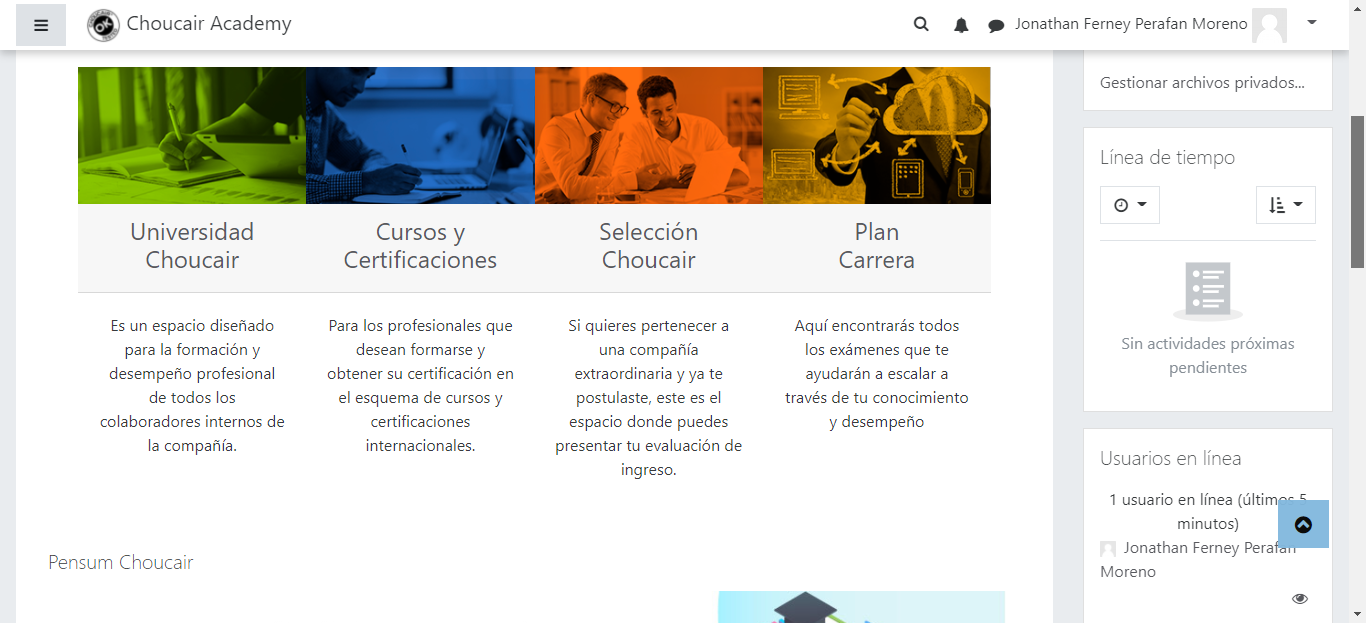 Choucair Academy
Jonathan Ferney Perafan Moreno
Universidad
Choucair
Es un espacio diseñado
para la formación y
desempeño profesional
de todos los
colaboradores internos de
la compañía.
Cursos y
Certificaciones
Para los profesionales que
desean formarse y
obtener su certificación en
el esquema de cursos y
certificaciones
internacionales.
Selección
Choucair
Si quieres pertenecer a
una compañía
extraordinaria y ya te
postulaste, este es el
espacio donde puedes
presentar tu evaluación de
ingreso.
Plan
Carrera
Aquí encontrarás todos
los exámenes que te
ayudarán a escalar a
través de tu conocimiento
y desempeño
Pensum Choucair
Gestionar archivos privados...
Línea de tiempo
Sin actividades próximas
pendientes
Usuarios en línea
1 usuario en línea (últimos 5
minutos)
Jonathan Ferney Perafan
Moreno